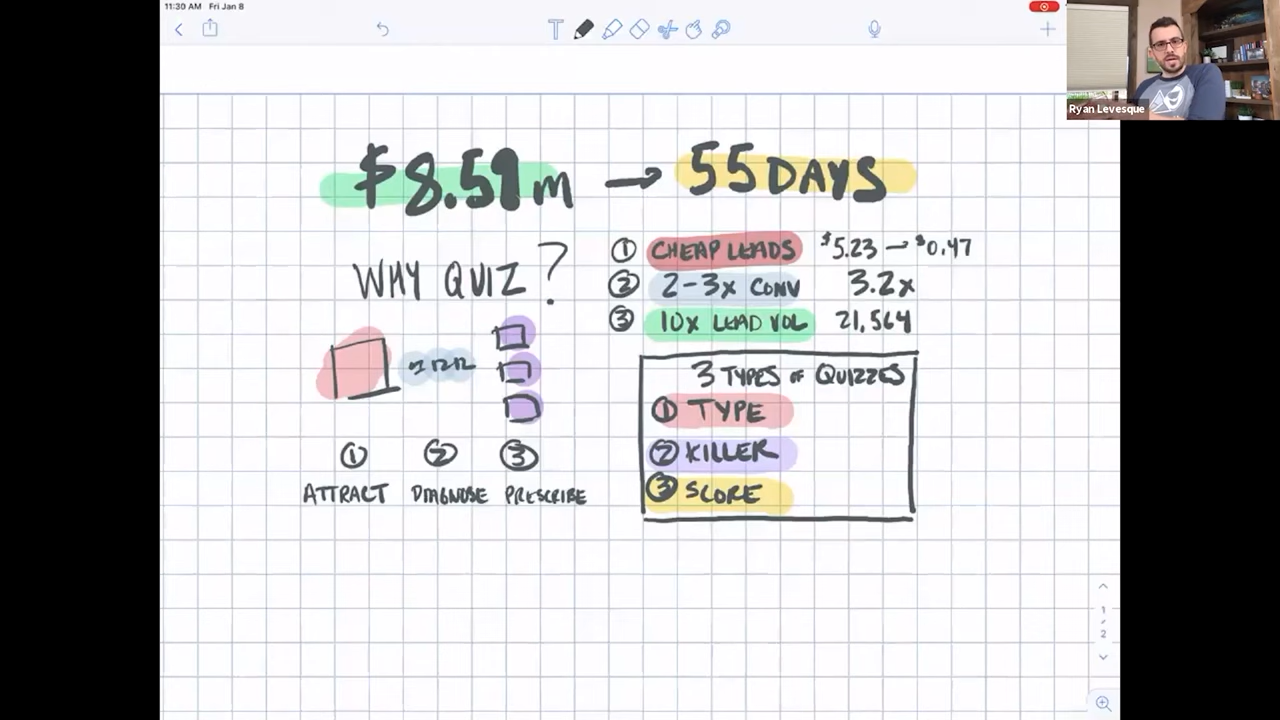 11:30 AM Fri Jan 8
Ryan Levesque
$8.59m → 55 DAYS
WHY QUIZ?
① CHEAP LEADS $5.23 → $0.47
② 2-3x CONV 3.2x
③ 10x LEAD VOL 21,564
3 TYPES OF QUIZZES
① TYPE
② KILLER
③ SCORE
① ② ③
ATTRACT DIAGNOSE PRESCRIBE
1
/
2